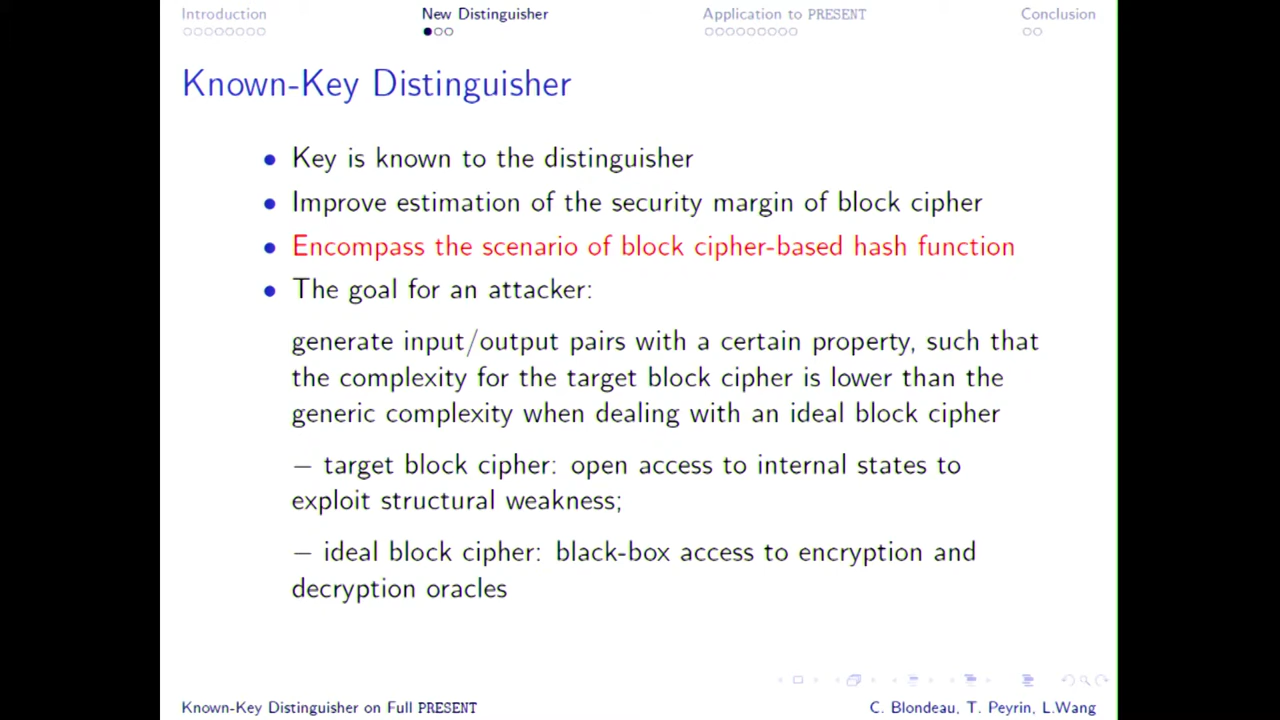 Introduction New Distinguisher Application to PRESENT Conclusion
Known-Key Distinguisher
• Key is known to the distinguisher
• Improve estimation of the security margin of block cipher
• Encompass the scenario of block cipher-based hash function
• The goal for an attacker:
generate input/output pairs with a certain property, such that
the complexity for the target block cipher is lower than the
generic complexity when dealing with an ideal block cipher
– target block cipher: open access to internal states to
exploit structural weakness;
– ideal block cipher: black-box access to encryption and
decryption oracles
Known-Key Distinguisher on Full PRESENT C. Blondeau, T. Peyrin, L.Wang